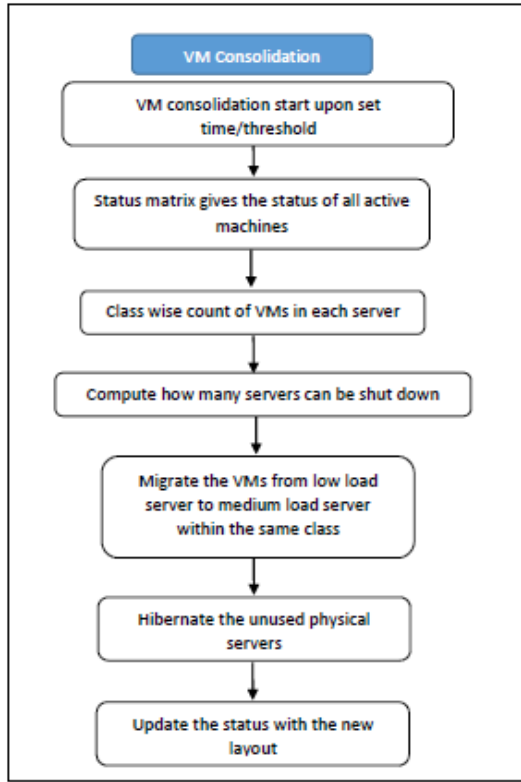 VM Consolidation
VM consolidation start upon set
time/threshold
Status matrix gives the status of all active
machines
Class wise count of VMs in each server
Compute how many servers can be shut down
Migrate the VMs from low load
server to medium load server
within the same class
Hibernate the unused physical
servers
Update the status with the new
layout